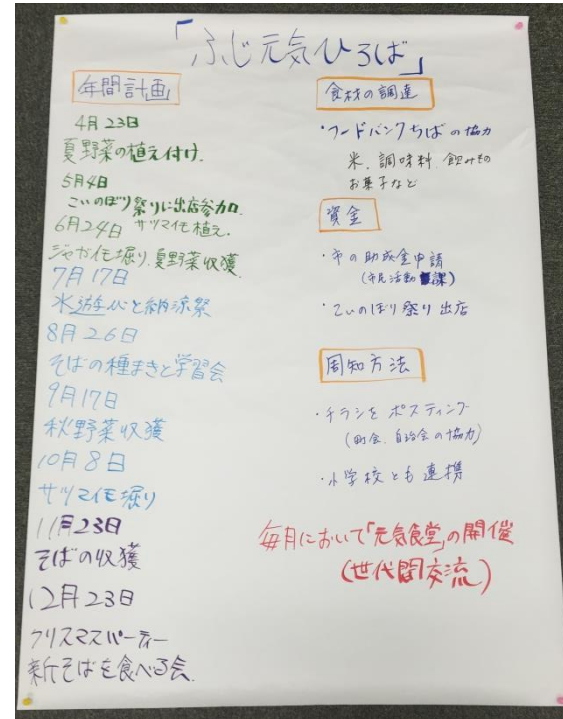 「ふじ元気ひろば」
年間計画
4月23日
夏野菜の植え付け.
5月4日
こいのぼり祭りに出店参加.
6月24日 サツマイモ植え.
ジャガイモ堀り.夏野菜収獲.
7月17日
水遊びと納涼祭
8月26日
そばの種まきと学習会
9月17日
秋野菜収獲
10月8日
サツマイモ堀り
11月23日
そばの収獲
12月23日
クリスマスパーティー
新そばを食べる会.
食材の調達
・フードバンクちばの協力
米、調味料 飲みもの
お菓子など
資金
・市の助成金申請
(市民活動 課)
・こいのぼり祭り出店
周知方法
・チラシを ポスティング
(町会、自治会の協力)
・小学校とも連携
毎月において「元気食堂」の開催
(世代間交流)